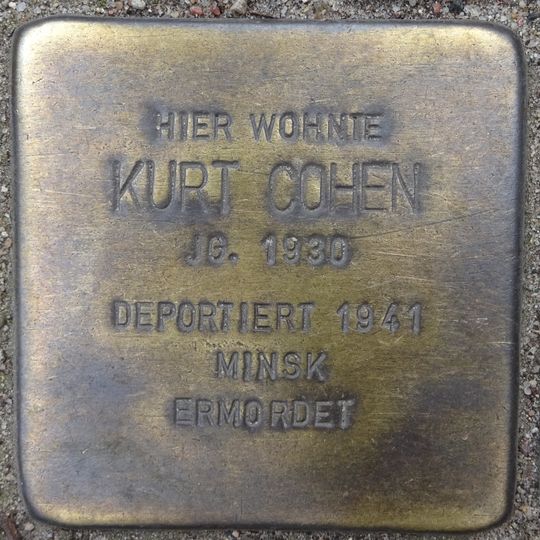 HIER WOHNTE
KURT COHEN
JG. 1930
DEPORTIERT 1941
MINSK
ERMORDET